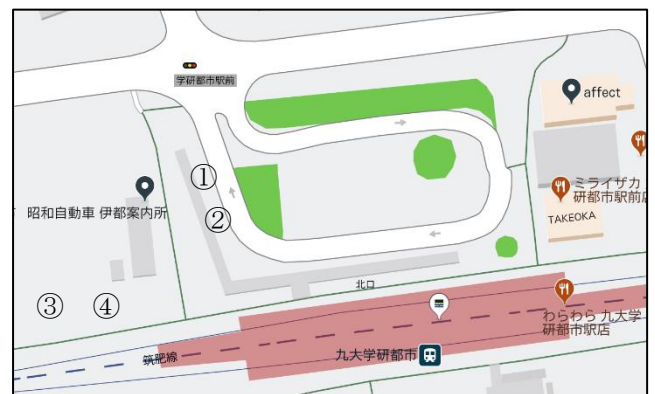 学研都市駅前
affect
①
ミライザカ
研都市駅前
昭和自動車 伊都案内所
②
TAKEOKA
③
④
北口
わらわら 九大学
研都市駅店
筑肥線
九大学研都市